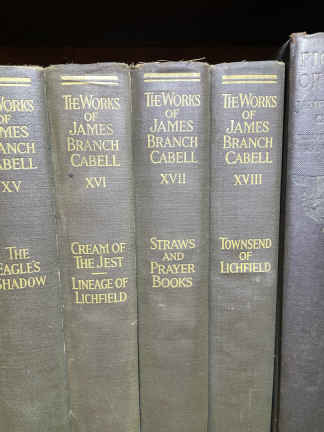 WORKS
OF
JAMES
BRANCH
CABELL
XV
THE
EAGLE'S
SHADOW
THE WORKS
OF
JAMES
BRANCH
CABELL
XVI
CREAM OF
THE JEST
LINEAGE OF
LICHFIELD
THE WORKS
OF
JAMES
BRANCH
CABELL
XVII
STRAWS
AND
PRAYER
BOOKS
THE WORKS
OF
JAMES
BRANCH
CABELL
XVIII
TOWNSEND
OF
LICHFIELD